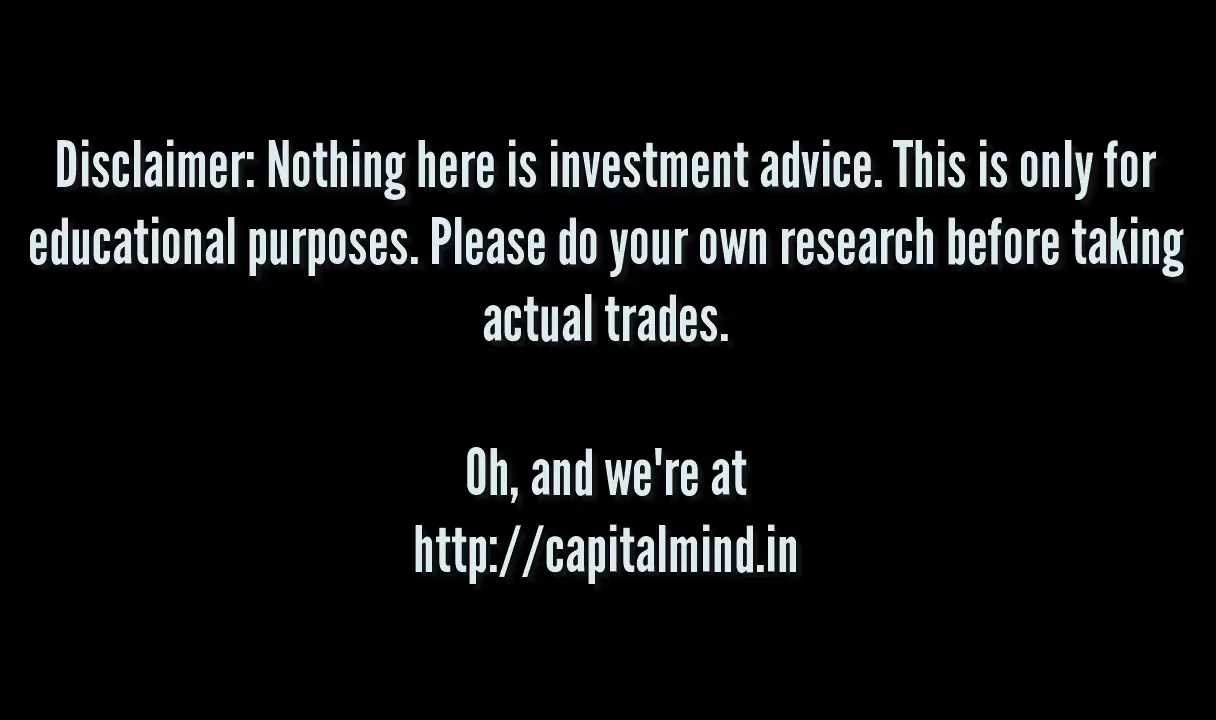 Disclaimer: Nothing here is investment advice. This is only for
educational purposes. Please do your own research before taking
actual trades.
Oh, and we're at
http://capitalmind.in